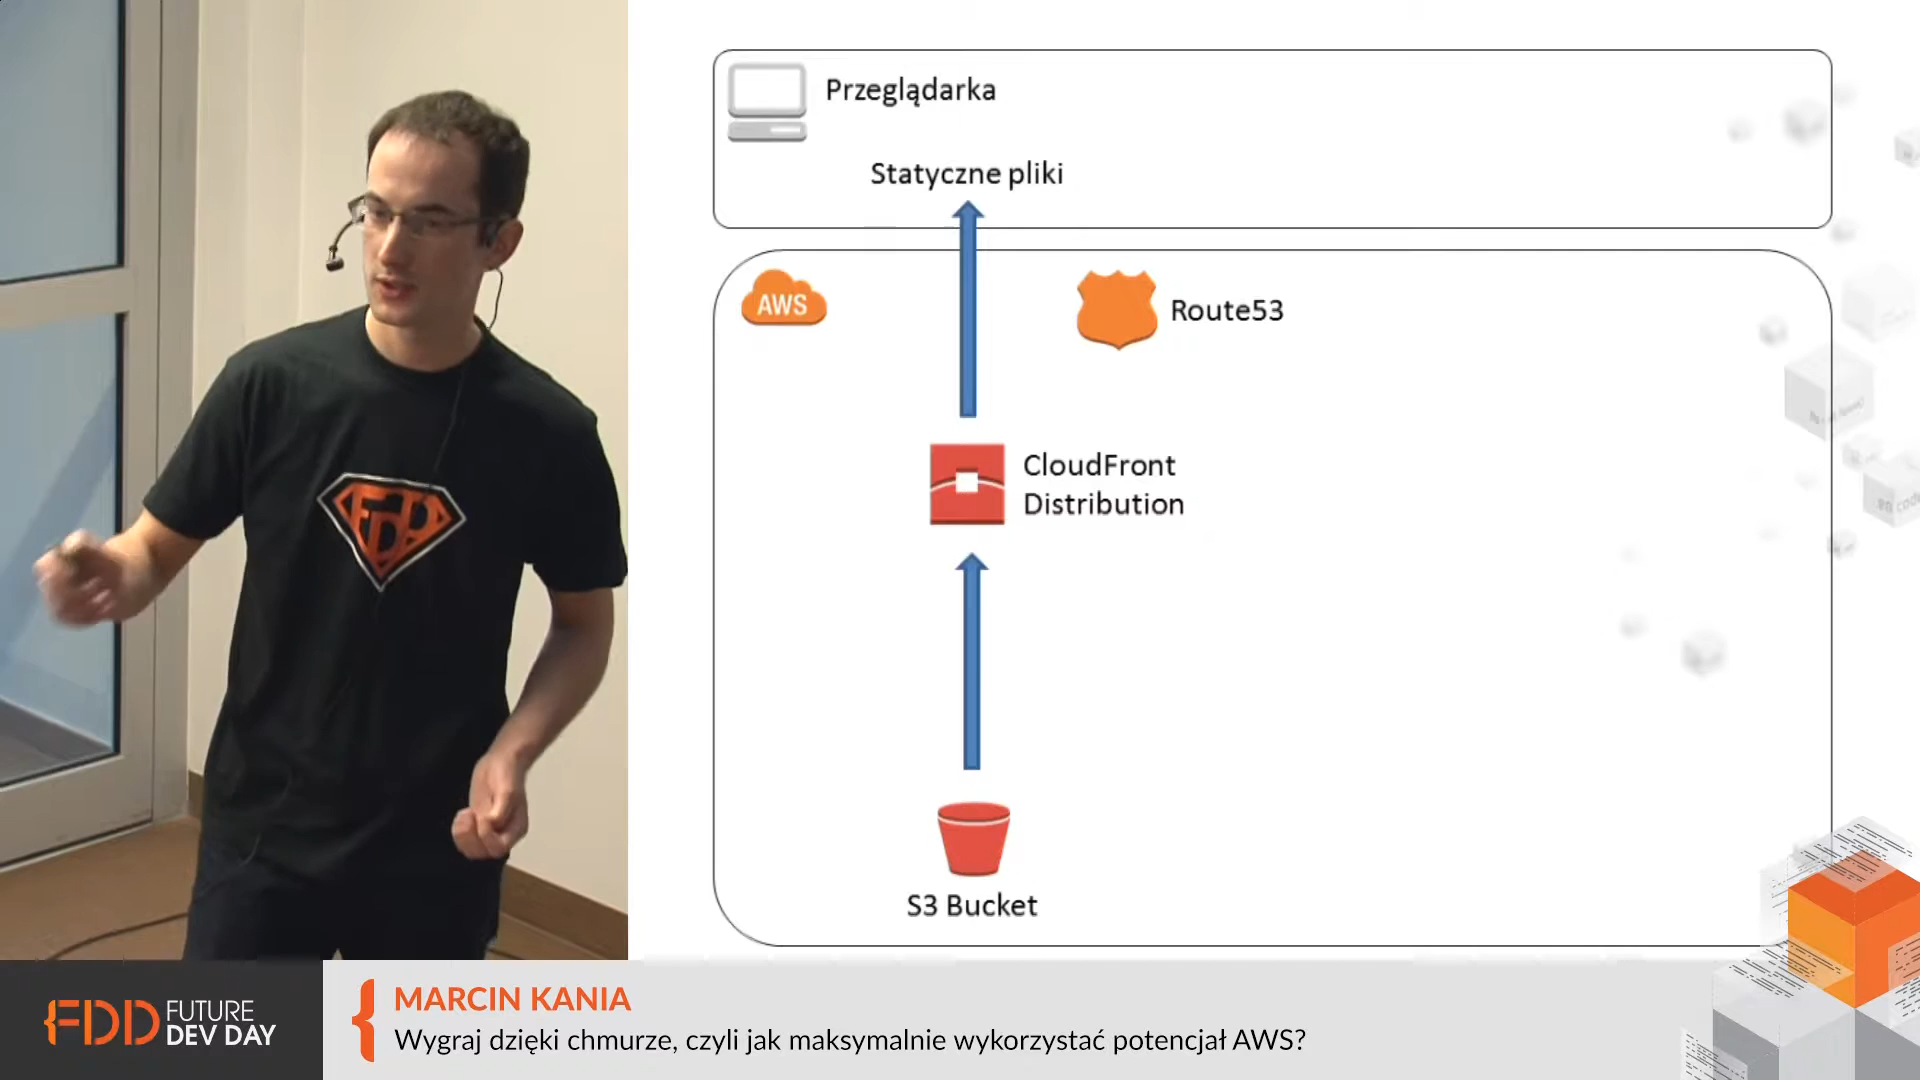 Przeglądarka
Statyczne pliki
AWS
Route53
CloudFront
Distribution
S3 Bucket
FDD
FDD FUTURE
DEV DAY
MARCIN KANIA
Wygraj dzięki chmurze, czyli jak maksymalnie wykorzystać potencjał AWS?